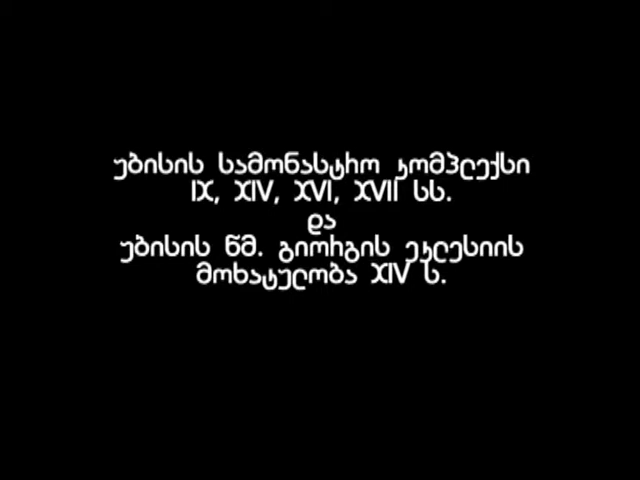 უბისის სამონასტრო კომპლექსი
IX, XIV, XVI, XVII სს.
და
უბისის წმ. გიორგის ეკლესიის
მოხატულობა XIV ს.